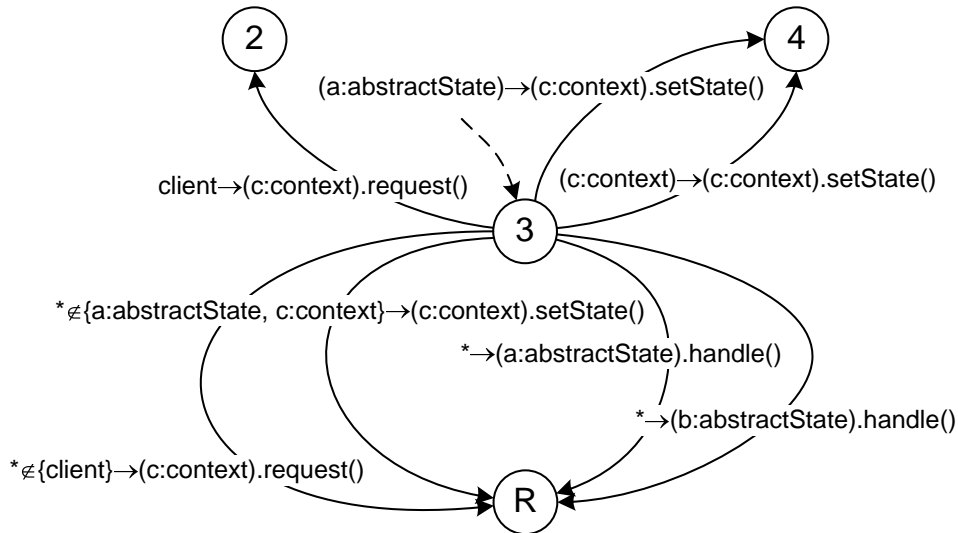 2
4
(a:abstractState)→(c:context).setState()
client→(c:context).request()
(c:context)→(c:context).setState()
3
*∉{a:abstractState, c:context}→(c:context).setState()
*→(a:abstractState).handle()
*→(b:abstractState).handle()
*∉{client}→(c:context).request()
R